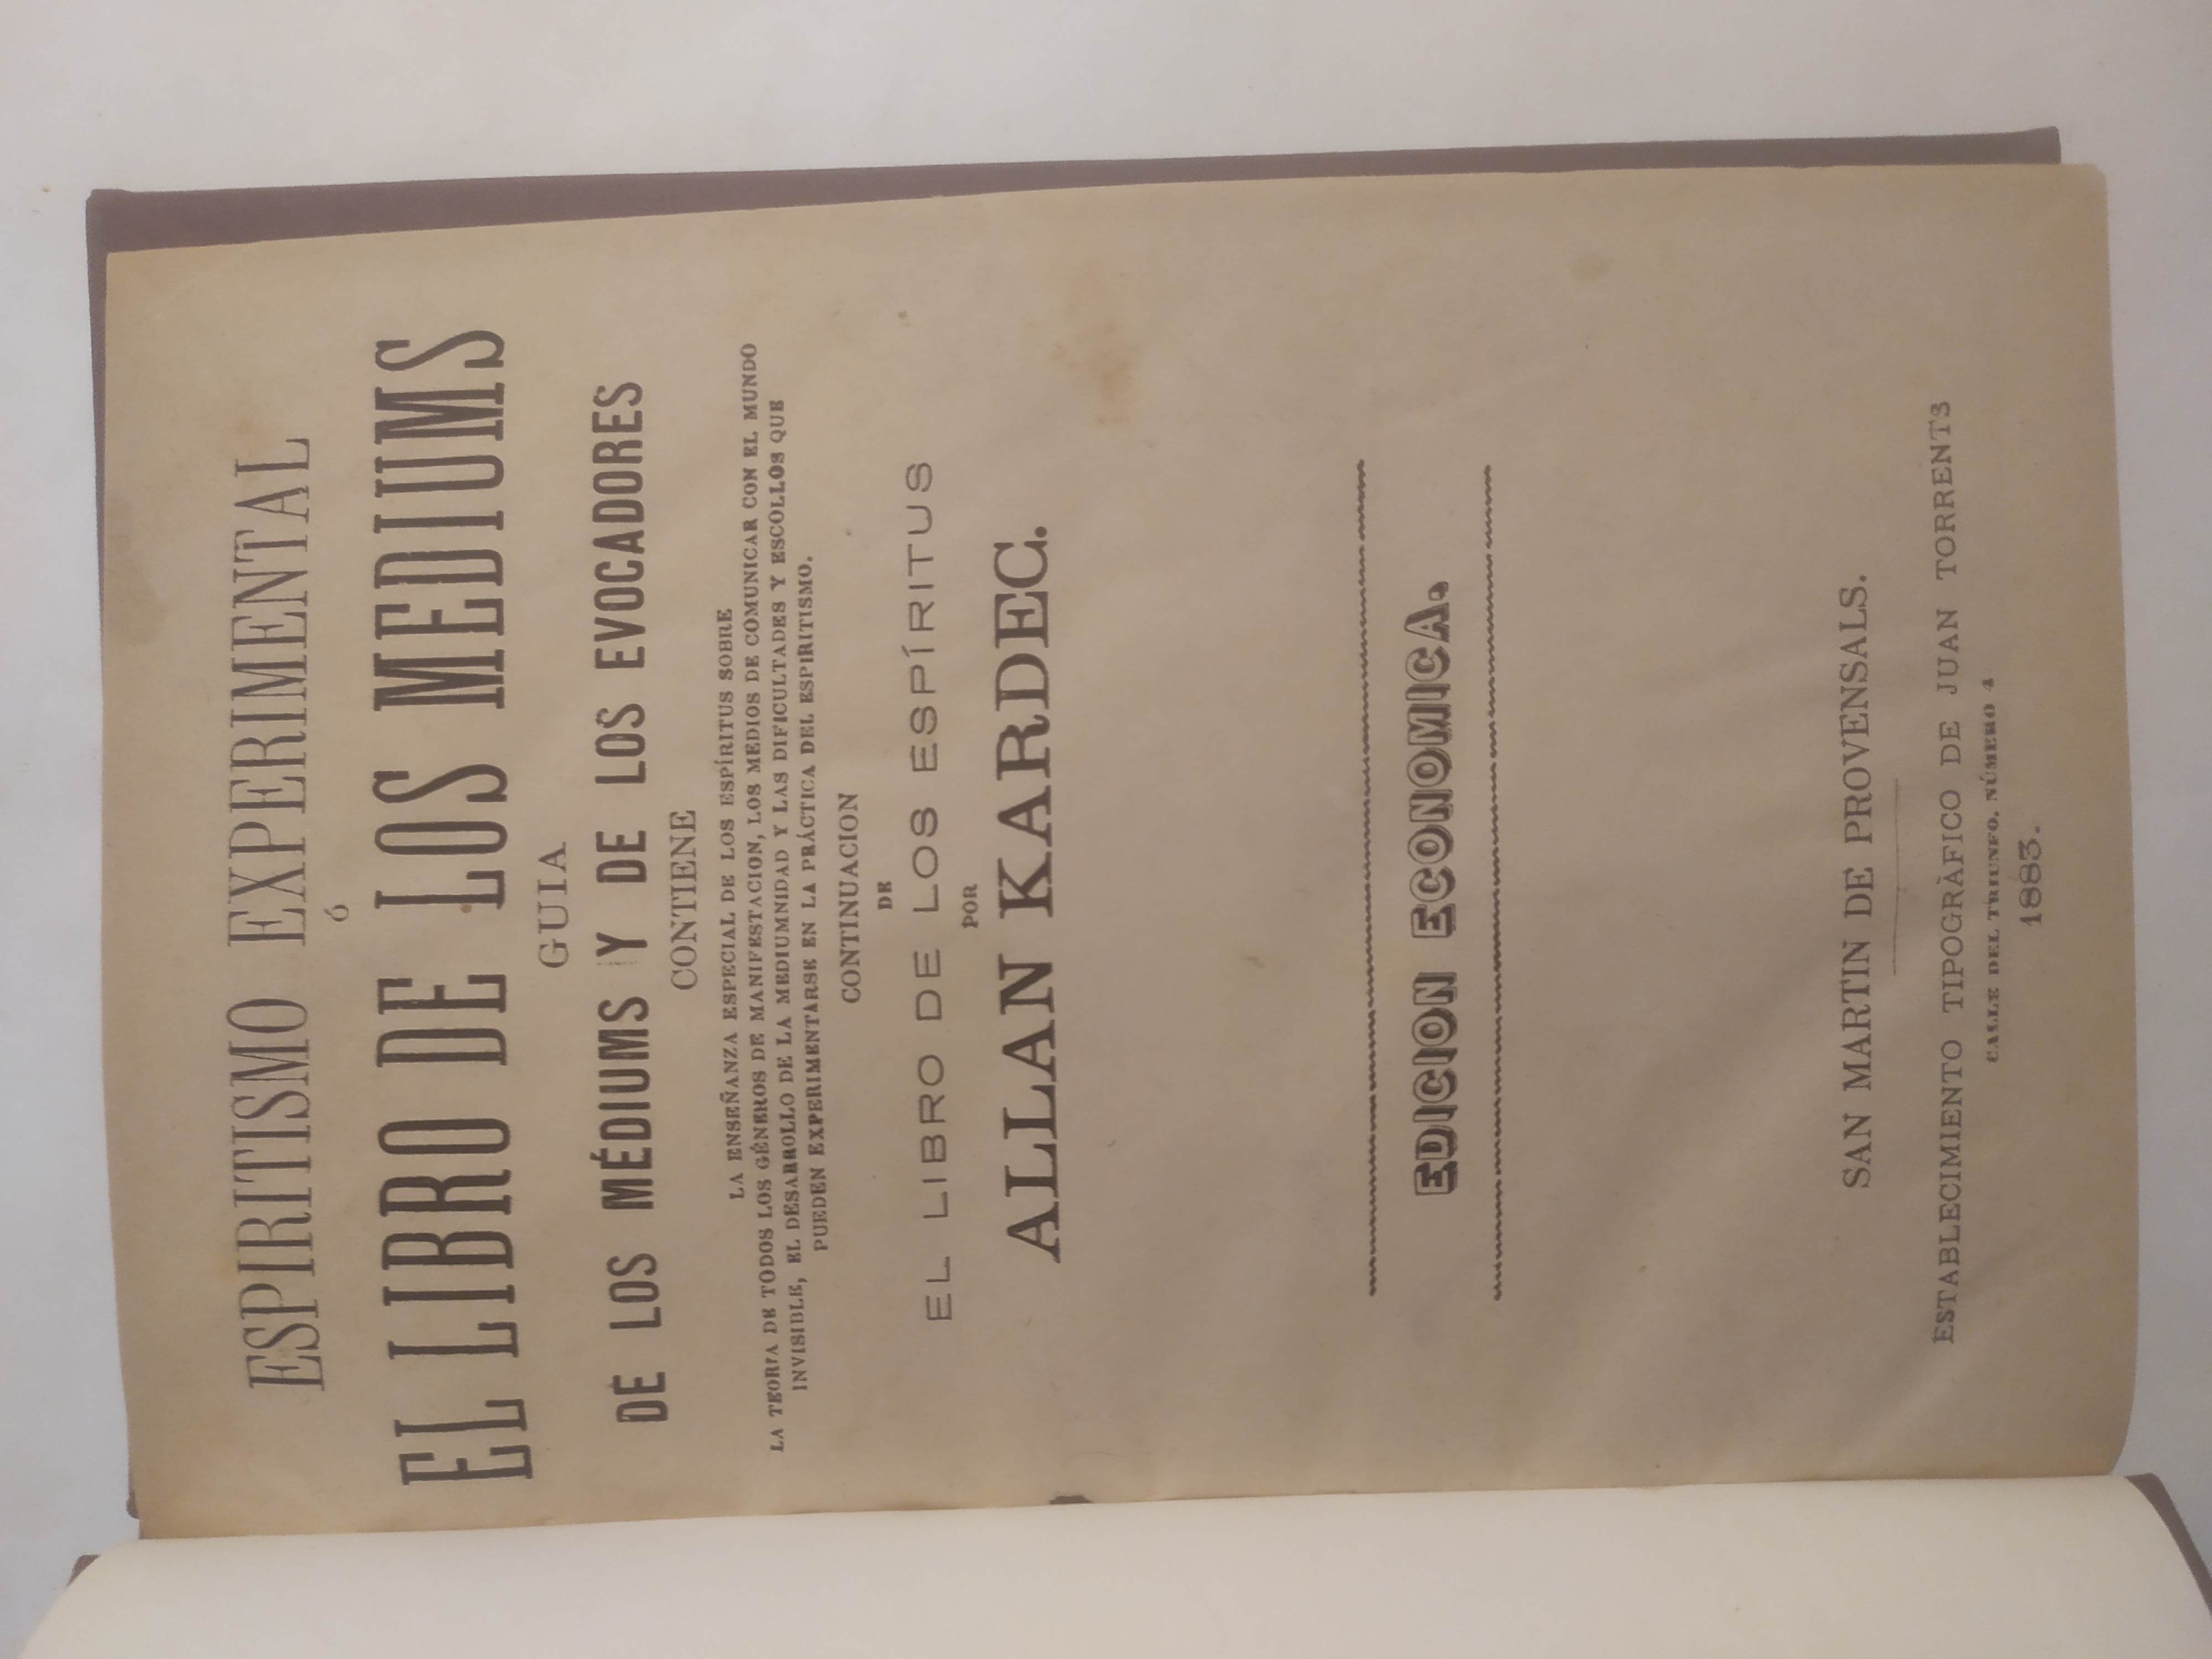 ESPIRITISMO EXPERIMENTAL
Ó
EL LIBRO DE LOS MEDIUMS
GUIA
DE LOS MÉDIUMS Y DE LOS EVOCADORES
CONTIENE
LA ENSEÑANZA ESPECIAL DE LOS ESPÍRITUS SOBRE
LA TEORIA DE TODOS LOS GÉNEROS DE MANIFESTACION, LOS MEDIOS DE COMUNICAR CON EL MUNDO
INVISIBLE, EL DESARROLLO DE LA MEDIUMNIDAD Y LAS DIFICULTADES Y ESCOLLOS QUE
PUEDEN EXPERIMENTARSE EN LA PRÁCTICA DEL ESPIRITISMO.
CONTINUACION
DE
EL LIBRO DE LOS ESPÍRITUS
POR
ALLAN KARDEC.
EDICION ECONOMICA.
SAN MARTIN DE PROVENSALS.
ESTABLECIMIENTO TIPOGRÀFICO DE JUAN TORRENTS
CALLE DEL TRIUNFO, NÚMERO 4
1883.